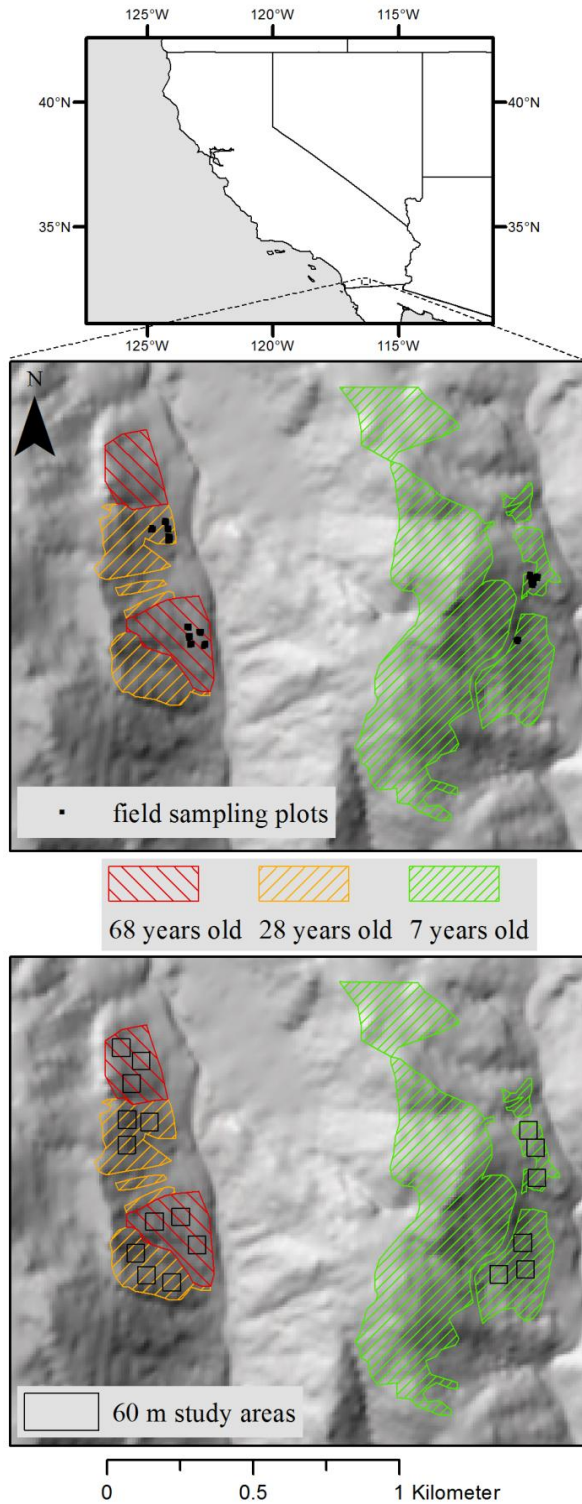 125°W 120°W 115°W
40°N 40°N
35°N 35°N
125°W 120°W 115°W
N
field sampling plots
68 years old 28 years old 7 years old
60 m study areas
0 0.5 1 Kilometer